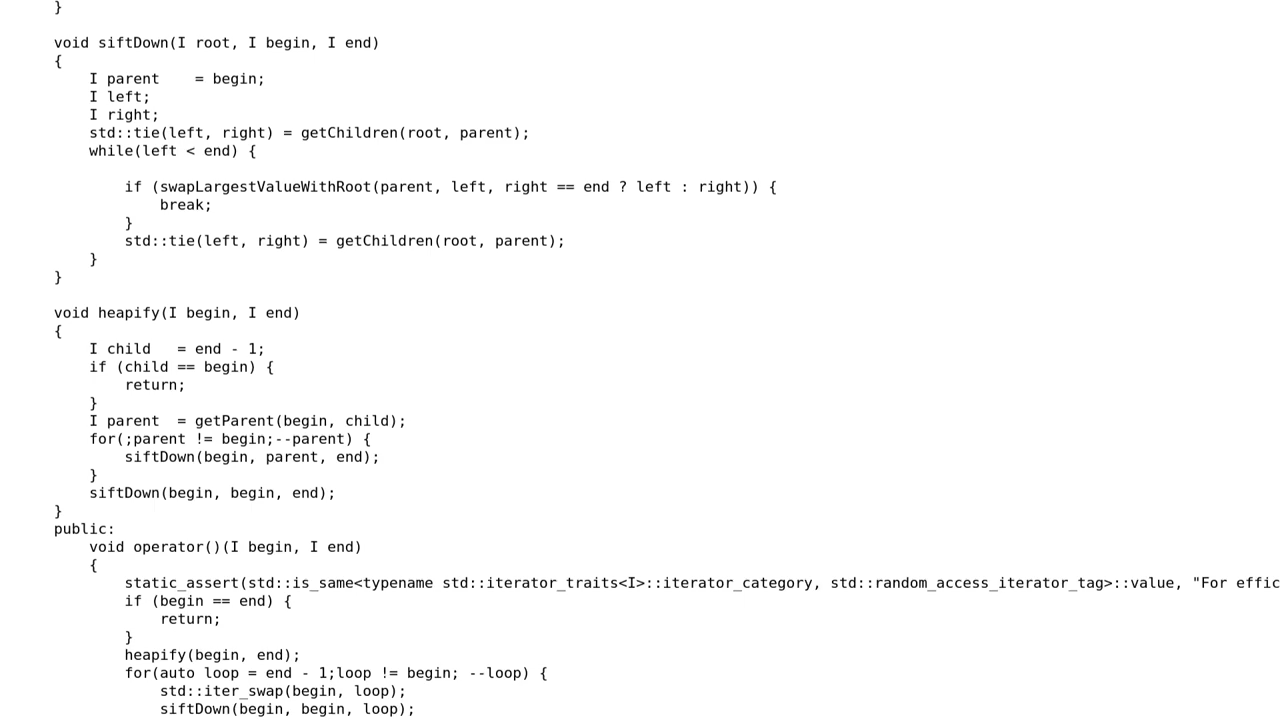 }

    void siftDown(I root, I begin, I end)
    {
        I parent    = begin;
        I left;
        I right;
        std::tie(left, right) = getChildren(root, parent);
        while(left < end) {

            if (swapLargestValueWithRoot(parent, left, right == end ? left : right)) {
                break;
            }
            std::tie(left, right) = getChildren(root, parent);
        }
    }

    void heapify(I begin, I end)
    {
        I child   = end - 1;
        if (child == begin) {
            return;
        }
        I parent  = getParent(begin, child);
        for(;parent != begin;--parent) {
            siftDown(begin, parent, end);
        }
        siftDown(begin, begin, end);
    }
    public:
        void operator()(I begin, I end)
        {
            static_assert(std::is_same<typename std::iterator_traits<I>::iterator_category, std::random_access_iterator_tag>::value, "For effic
            if (begin == end) {
                return;
            }
            heapify(begin, end);
            for(auto loop = end - 1;loop != begin; --loop) {
                std::iter_swap(begin, loop);
                siftDown(begin, begin, loop);